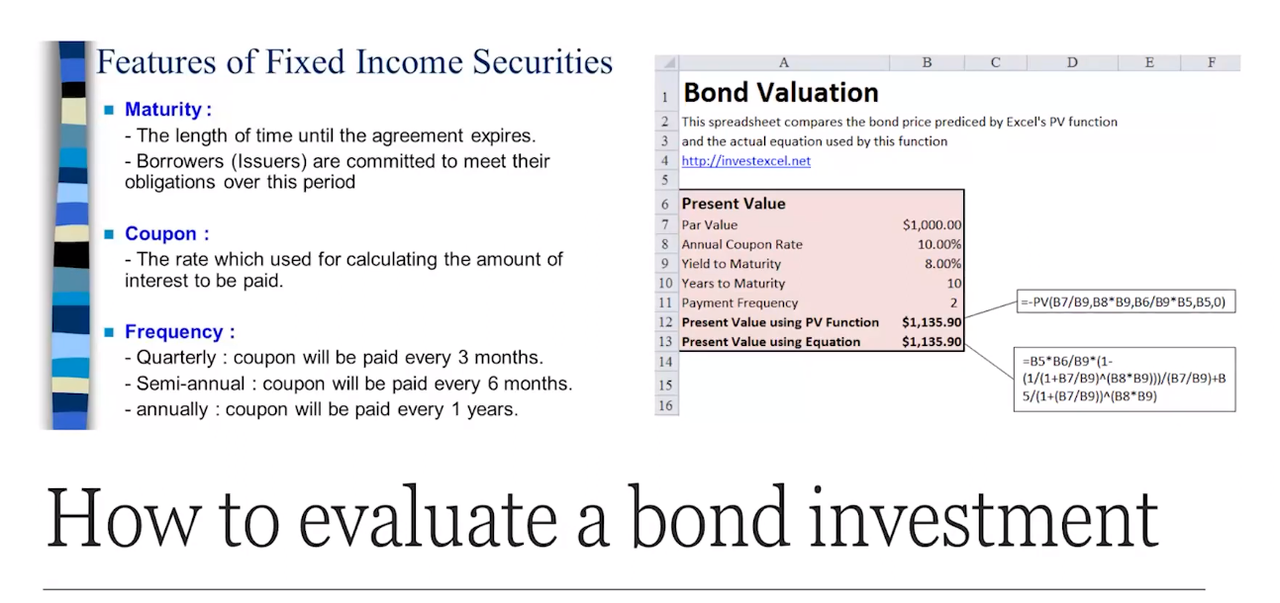 Features of Fixed Income Securities
Maturity :
- The length of time until the agreement expires.
- Borrowers (Issuers) are committed to meet their
obligations over this period
Coupon :
- The rate which used for calculating the amount of
interest to be paid.
Frequency :
- Quarterly : coupon will be paid every 3 months.
- Semi-annual : coupon will be paid every 6 months.
- annually : coupon will be paid every 1 years.
A B C D E F
1 Bond Valuation
2 This spreadsheet compares the bond price prediced by Excel's PV function
3 and the actual equation used by this function
4 http://investexcel.net
5
6 Present Value
7 Par Value $1,000.00
8 Annual Coupon Rate 10.00%
9 Yield to Maturity 8.00%
10 Years to Maturity 10
11 Payment Frequency 2
12 Present Value using PV Function $1,135.90
13 Present Value using Equation $1,135.90
14
15
16
=-PV(B7/B9,B8*B9,B6/B9*B5,B5,0)
=B5*B6/B9*(1-
(1/(1+B7/B9)^(B8*B9)))/(B7/B9)+B
5/(1+(B7/B9))^(B8*B9)
How to evaluate a bond investment